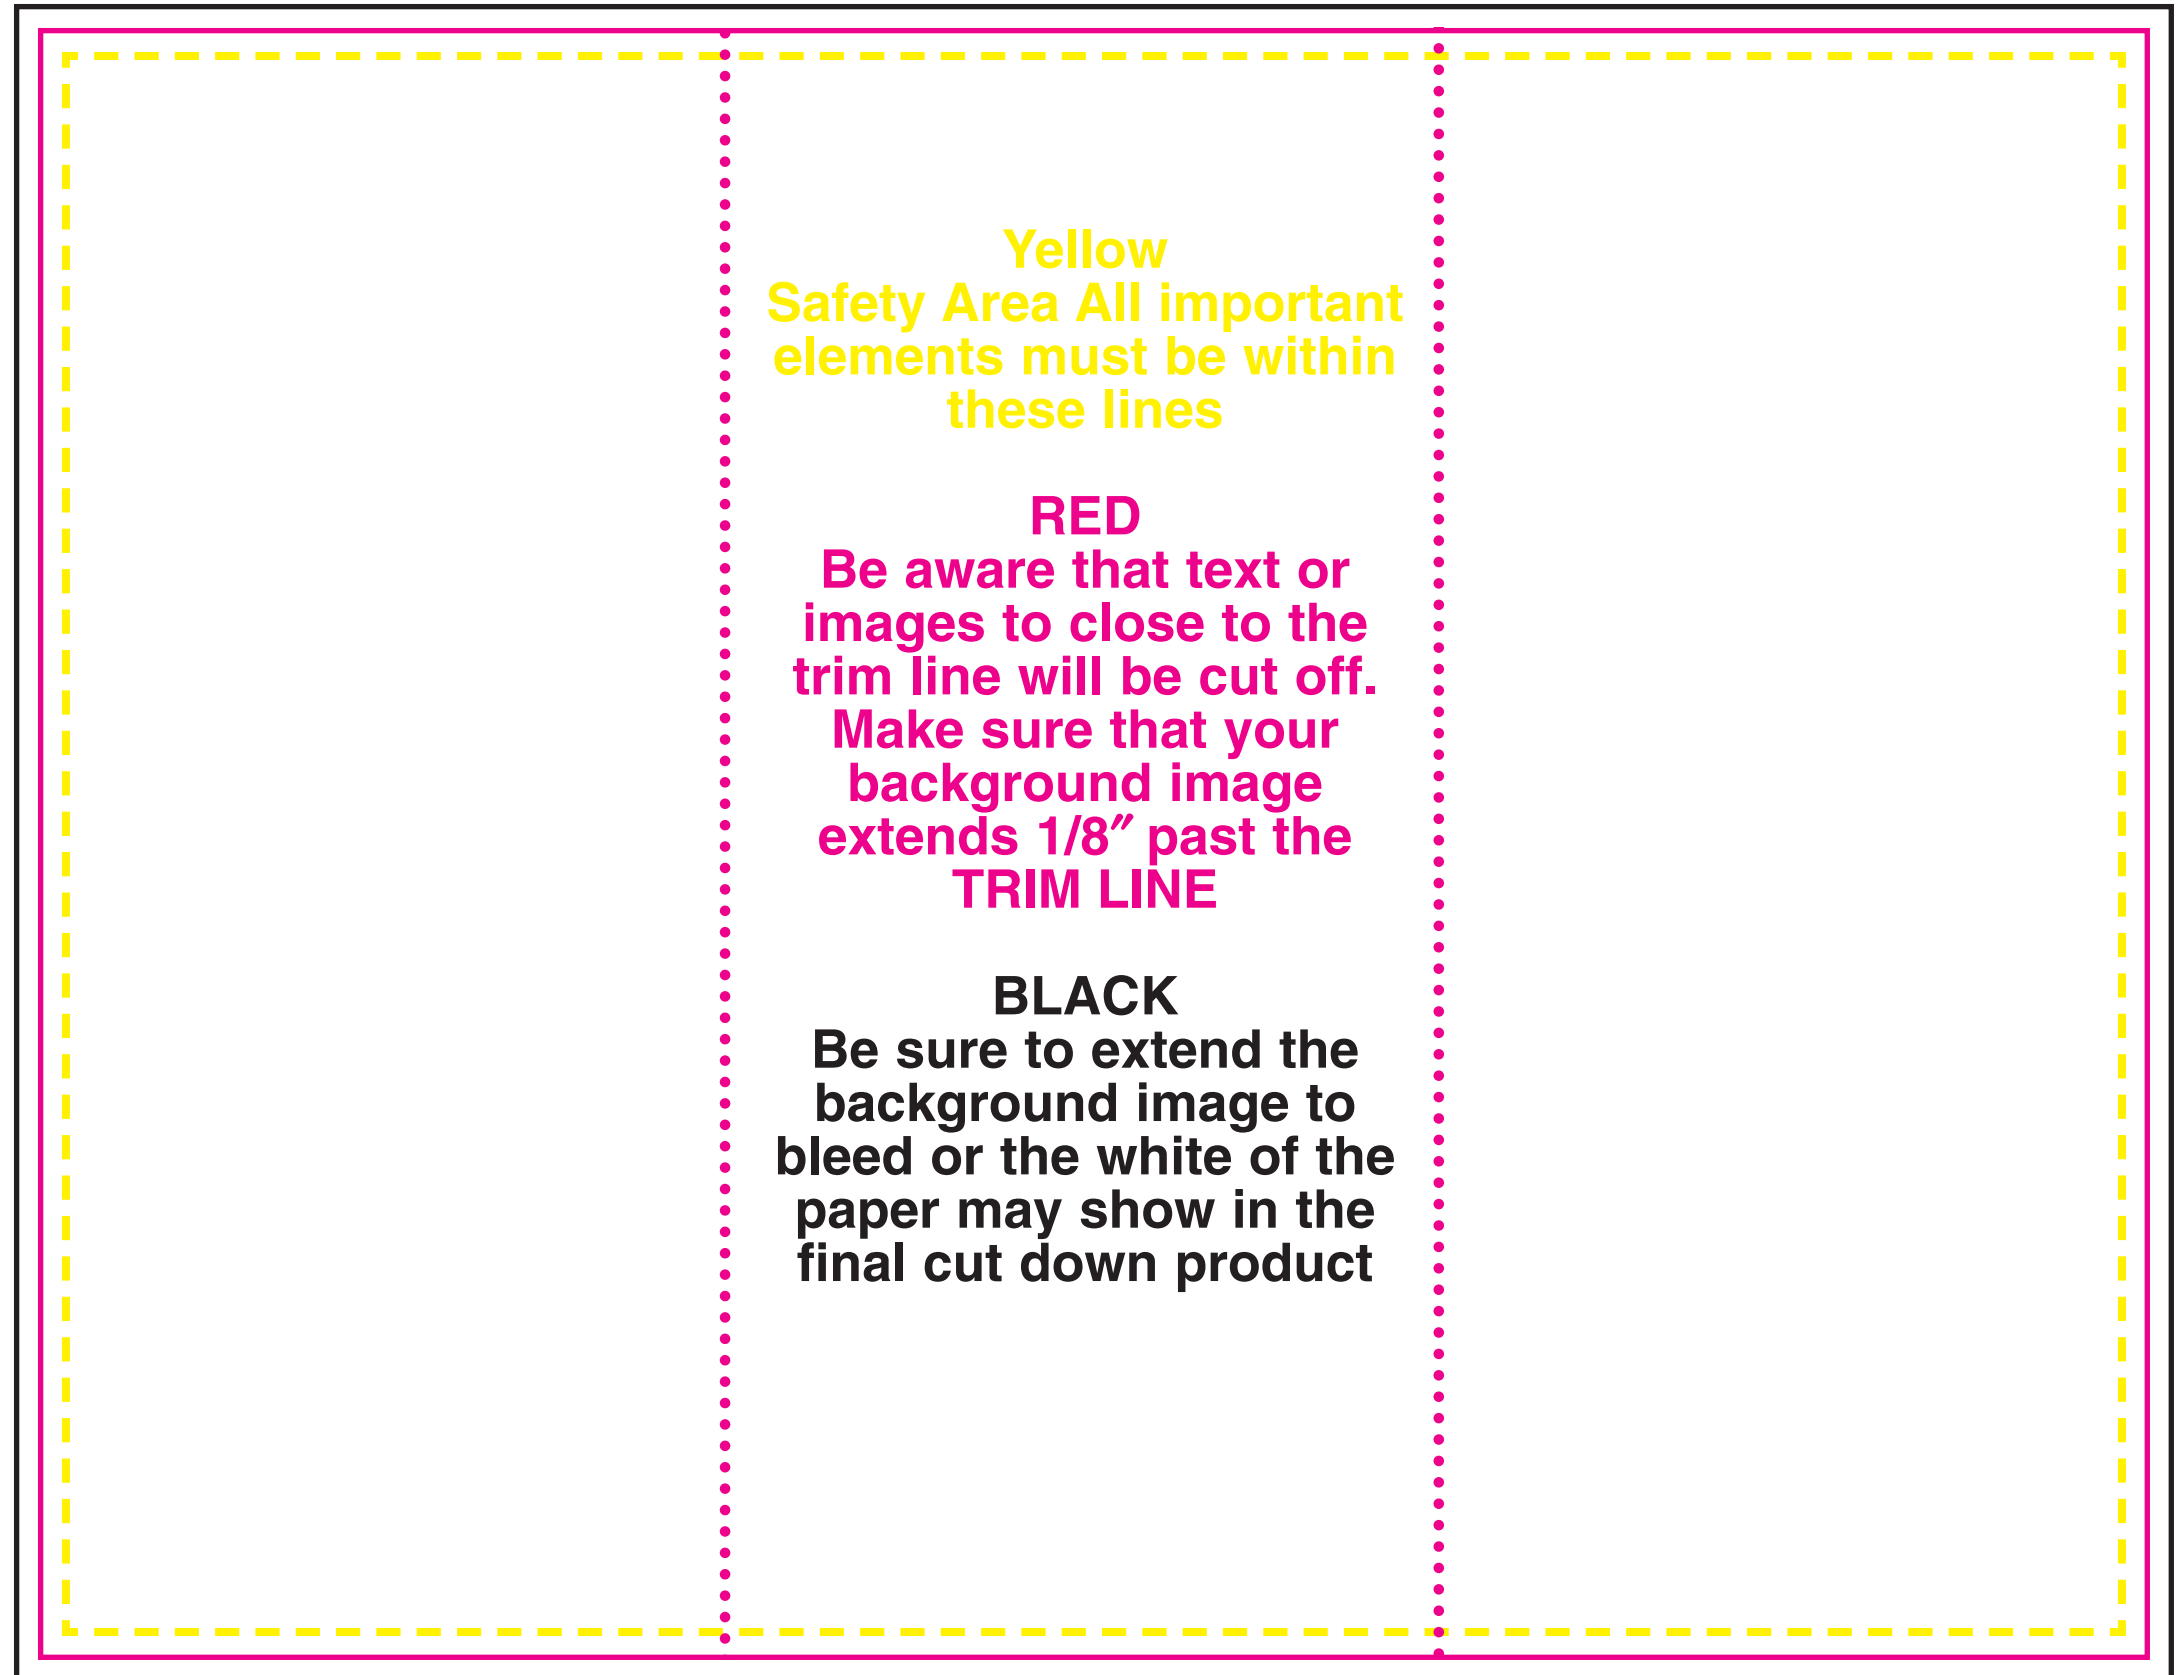 Yellow
Safety Area All important
elements must be within
these lines
RED
Be aware that text or
images to close to the
trim line will be cut off.
Make sure that your
background image
extends 1/8″ past the
TRIM LINE
BLACK
Be sure to extend the
background image to
bleed or the white of the
paper may show in the
final cut down product